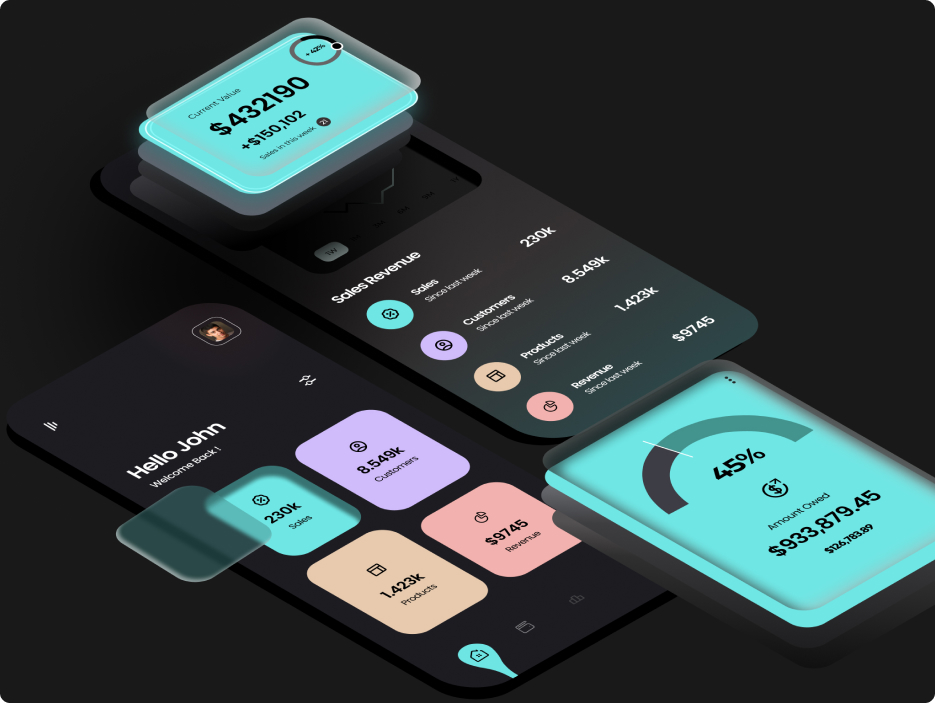 + 42%
Current Value
$432190
+$150,102
Sales in this week 21
1W
Sales Revenue
Sales
Since last week
230k
Customers
Since last week
8.549k
Products
Since last week
1.423k
Revenue
Since last week
$9745
Hello John
Welcome Back !
8.549k
Customers
230k
Sales
$9745
Revenue
1.423k
Products
45%
Amount Owed
$933,879.45
$126,783.89